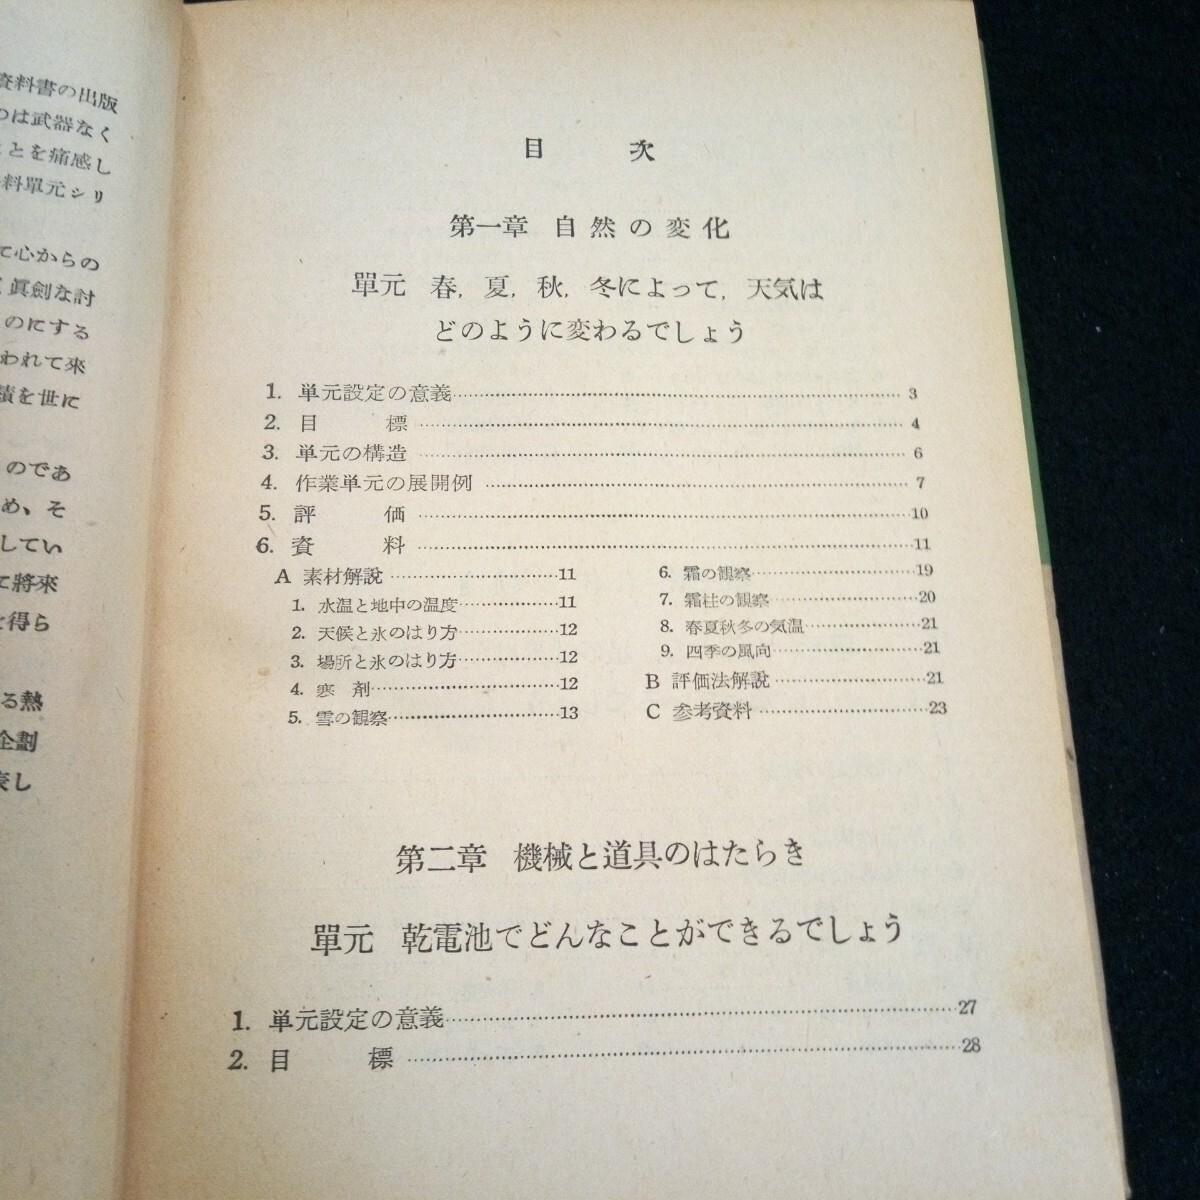 資料書の出版
のは武器なく
ことを痛感し
料單元シリ
て心からの
眞劍な討
のにする
われて來
績を世に
のであ
め、そ
してい
に將來
を得ら
る熱
企劃
表し
目 次
第一章 自然の変化
單元 春, 夏, 秋, 冬によって, 天気は
どのように変わるでしょう
1. 単元設定の意義 3
2. 目 標 4
3. 単元の構造 6
4. 作業単元の展開例 7
5. 評 価 10
6. 資 料 11
A 素材解說 11
1. 水温と地中の温度 11
2. 天候と氷のはり方 12
3. 場所と氷のはり方 12
4. 寒 剤 12
5. 雪の観察 13
6. 霜の観察 19
7. 霜柱の観察 20
8. 春夏秋冬の気温 21
9. 四季の風向 21
B 評価法解説 21
C 参考資料 23
第二章 機械と道具のはたらき
單元 乾電池でどんなことができるでしょう
1. 単元設定の意義 27
2. 目 標 28